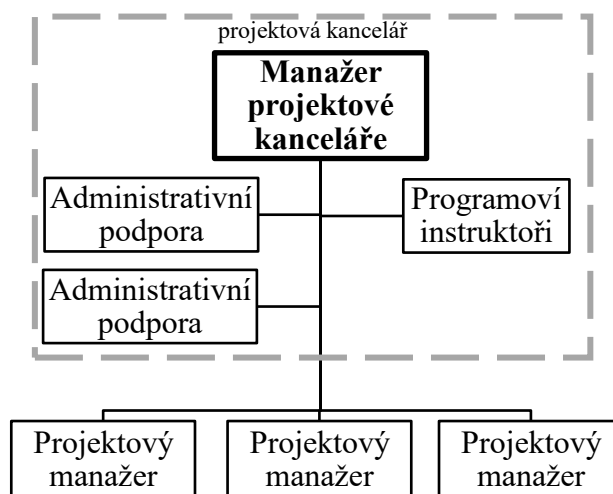 projektová kancelář
Manažer
projektové
kanceláře
Administrativní
podpora
Programoví
instruktoři
Administrativní
podpora
Projektový
manažer
Projektový
manažer
Projektový
manažer